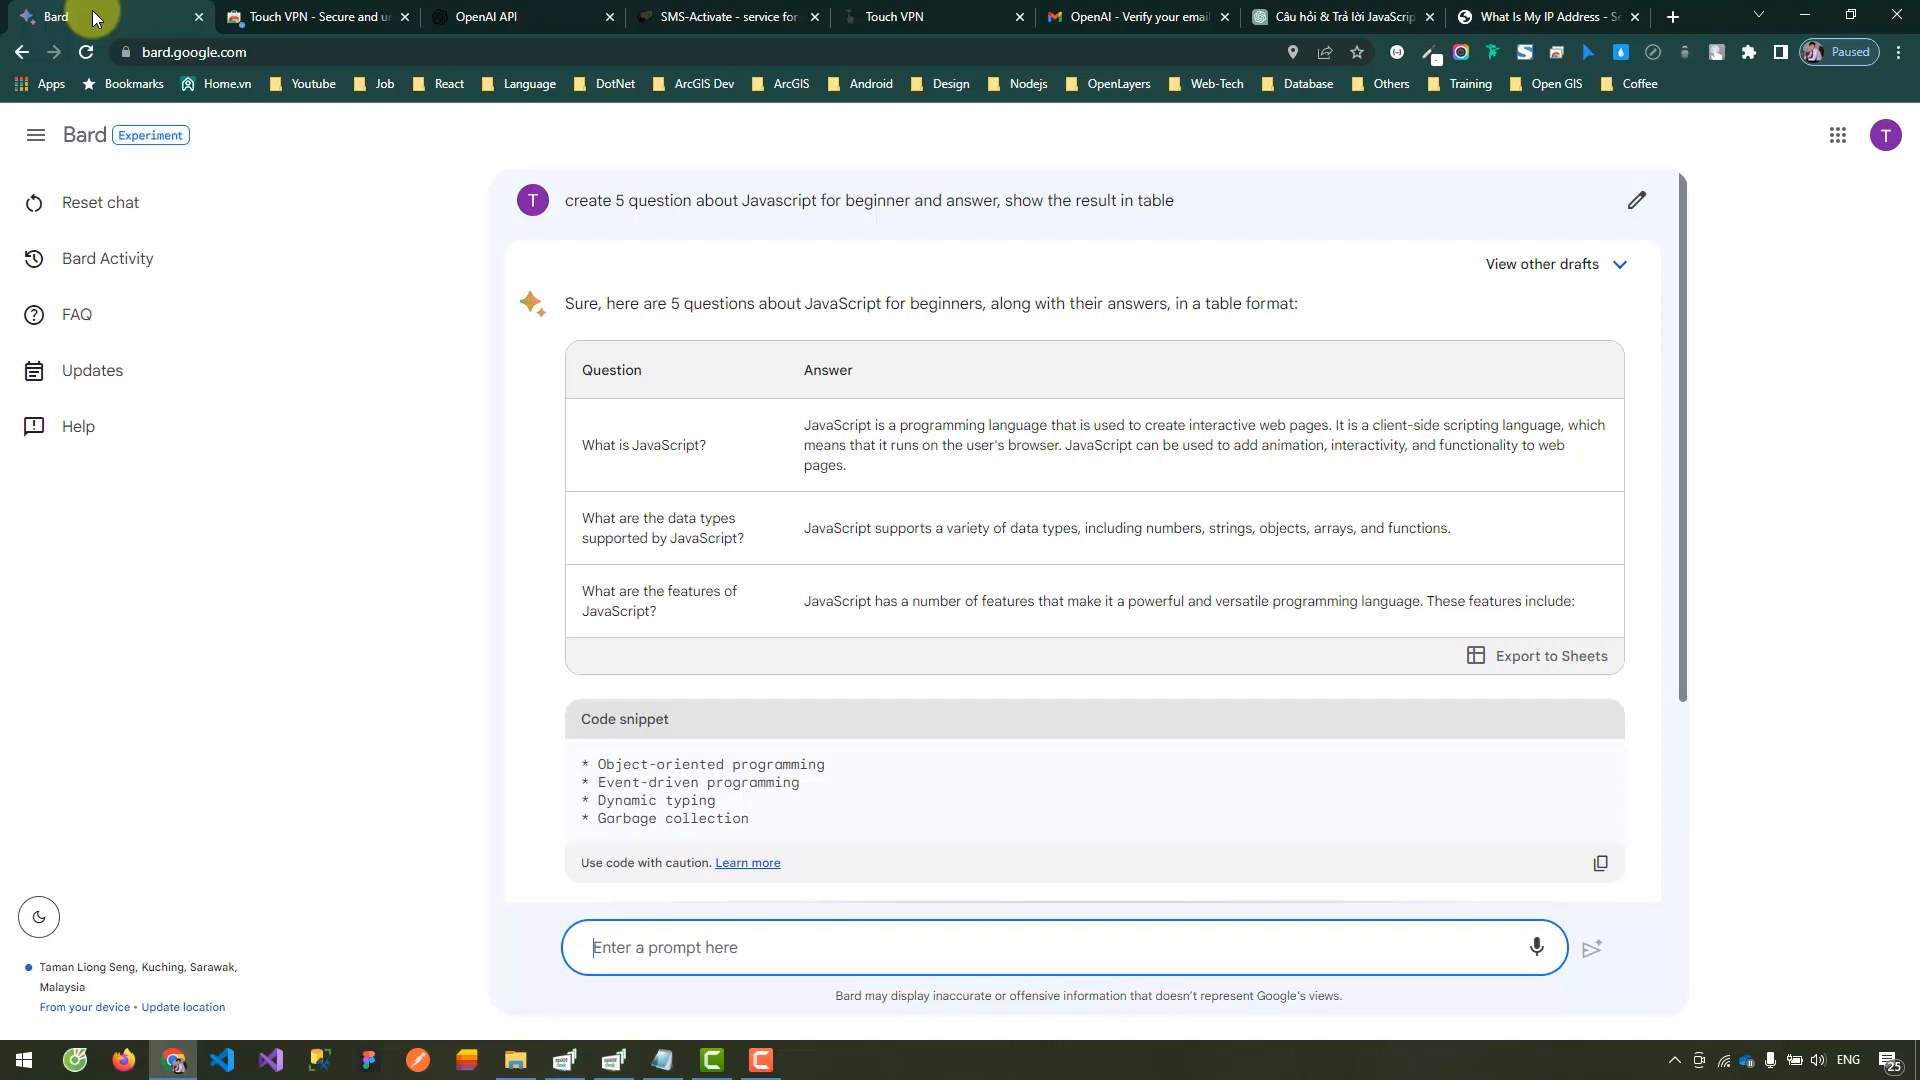 Bard
Touch VPN - Secure and un
OpenAI API
SMS-Activate - service for
Touch VPN
OpenAI - Verify your email
Câu hỏi & Trả lời JavaScrip
What Is My IP Address - Se
bard.google.com
Paused
Apps
Bookmarks
Home.vn
Youtube
Job
React
Language
DotNet
ArcGIS Dev
ArcGIS
Android
Design
Nodejs
OpenLayers
Web-Tech
Database
Others
Training
Open GIS
Coffee
Bard Experiment
T
Reset chat
Bard Activity
FAQ
Updates
Help
T
create 5 question about Javascript for beginner and answer, show the result in table
View other drafts
Sure, here are 5 questions about JavaScript for beginners, along with their answers, in a table format:
Question
Answer
What is JavaScript?
JavaScript is a programming language that is used to create interactive web pages. It is a client-side scripting language, which
means that it runs on the user's browser. JavaScript can be used to add animation, interactivity, and functionality to web
pages.
What are the data types
supported by JavaScript?
JavaScript supports a variety of data types, including numbers, strings, objects, arrays, and functions.
What are the features of
JavaScript?
JavaScript has a number of features that make it a powerful and versatile programming language. These features include:
Export to Sheets
Code snippet
* Object-oriented programming
* Event-driven programming
* Dynamic typing
* Garbage collection
Use code with caution. Learn more
Enter a prompt here
Bard may display inaccurate or offensive information that doesn't represent Google's views.
Taman Liong Seng, Kuching, Sarawak,
Malaysia
From your device • Update location
ENG
25